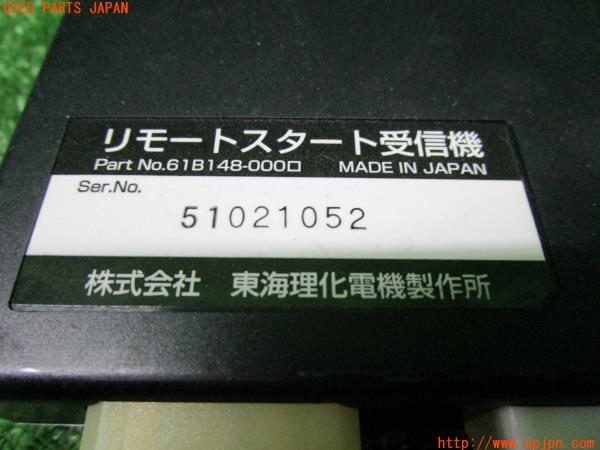 USED PARTS JAPAN
リモートスタート受信機
Part No.61B148-000□ MADE IN JAPAN
Ser.No.
51021052
株式会社 東海理化電機製作所
http://www.upjpn.com